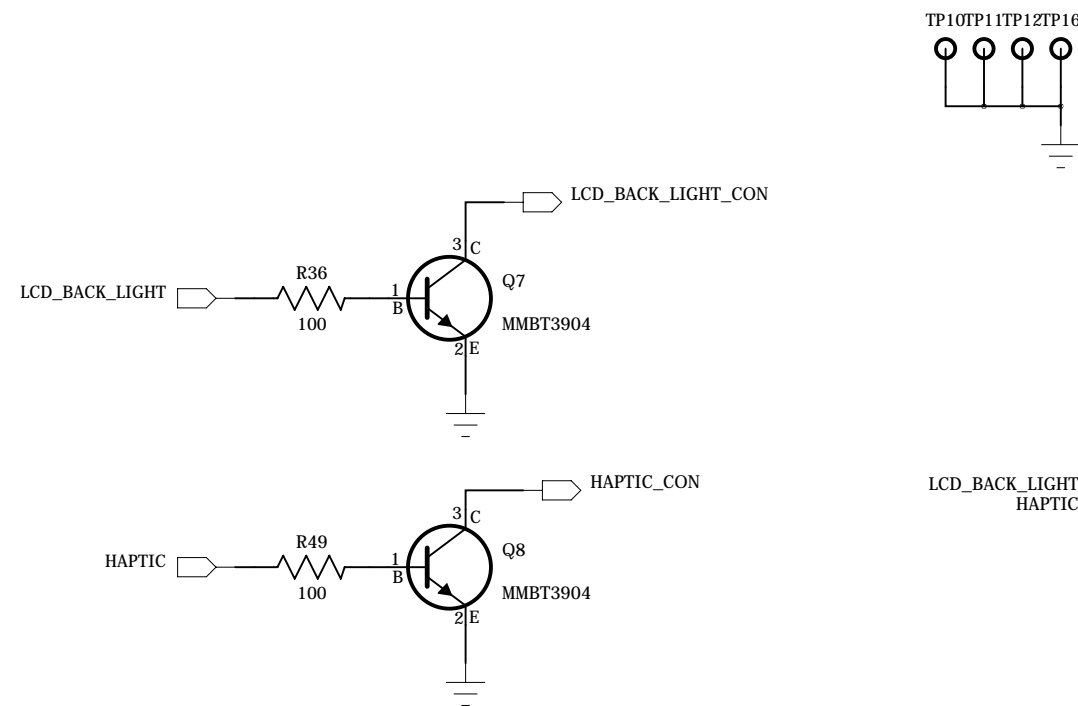 TP10TP11TP12TP16
LCD_BACK_LIGHT_CON
3 C
R36
Q7
LCD_BACK_LIGHT
1
B
100
MMBT3904
2 E
HAPTIC_CON
LCD_BACK_LIGHT
HAPTIC
3 C
R49
Q8
HAPTIC
1
B
100
MMBT3904
2 E